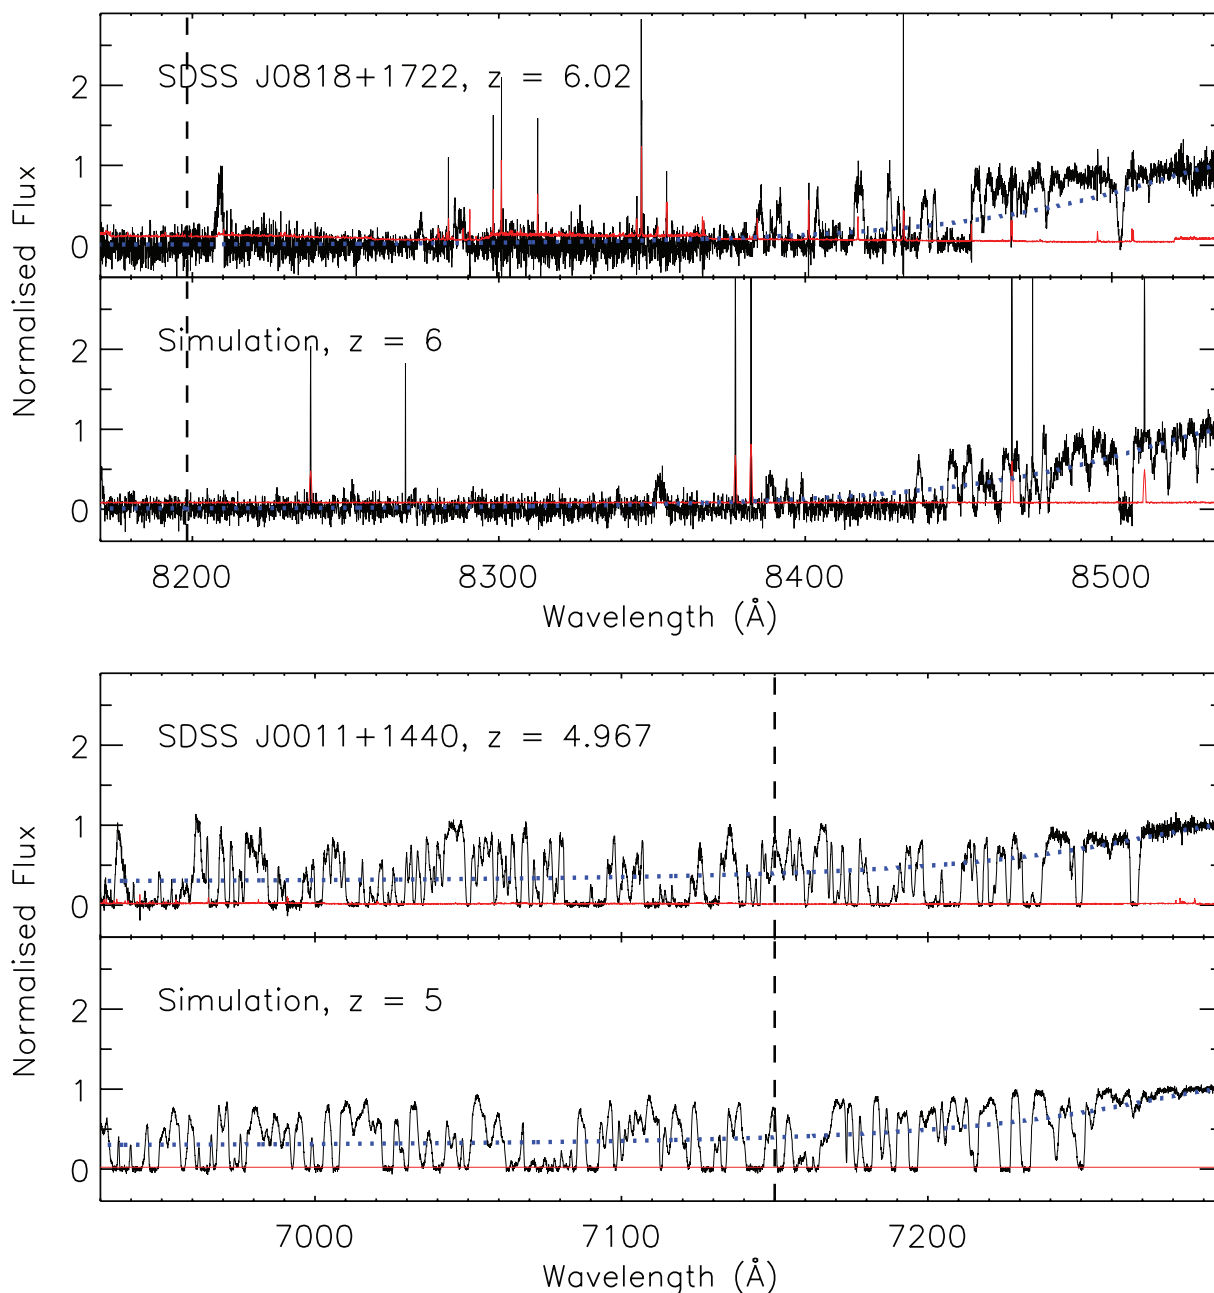 SDSS J0818+1722, z = 6.02
2
1
0
Normalised Flux
Simulation, z = 6
2
1
0
8200 8300 8400 8500
Wavelength (Å)
SDSS J0011+1440, z = 4.967
2
1
0
Normalised Flux
Simulation, z = 5
2
1
0
7000 7100 7200
Wavelength (Å)